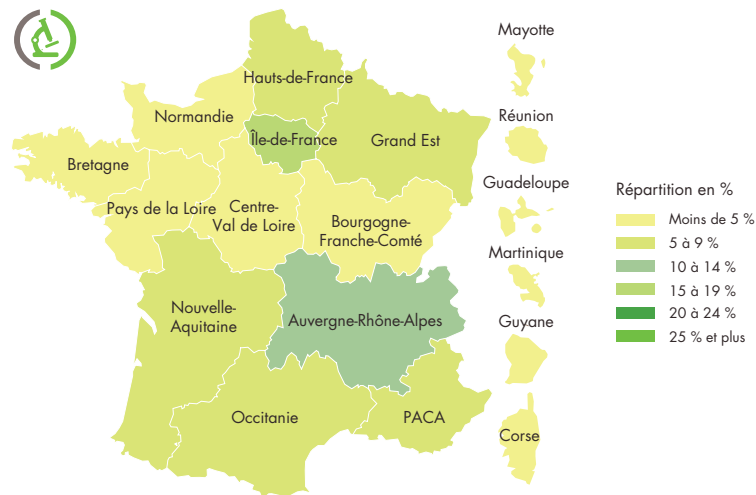 Mayotte
Hauts-de-France
Normandie
Réunion
Île-de-France
Grand Est
Bretagne
Guadeloupe
Répartition en %
Pays de la Loire
Centre-
Val de Loire
Bourgogne-
Franche-Comté
Moins de 5 %
5 à 9 %
Martinique
10 à 14 %
15 à 19 %
20 à 24 %
25 % et plus
Nouvelle-
Aquitaine
Auvergne-Rhône-Alpes
Guyane
Occitanie
PACA
Corse